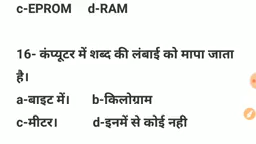 c-EPROM d-RAM
16- कंप्यूटर में शब्द की लंबाई को मापा जाता
है।
a-बाइट में। b-किलोग्राम
c-मीटर। d-इनमें से कोई नही